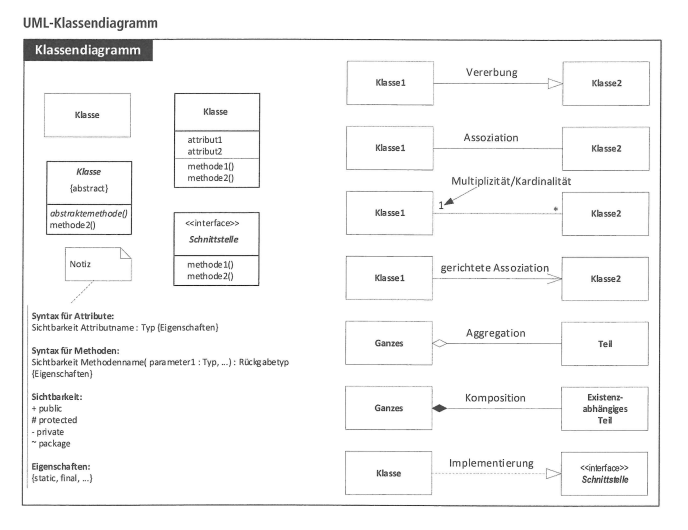 UML-Klassendiagramm
Klassendiagramm
Klasse
Klasse
attribut1
attribut2
methode1()
methode2()
Klasse
{abstract}
abstraktemethode()
methode2()
<<interface>>
Schnittstelle
methode1()
methode2()
Notiz
Syntax für Attribute:
Sichtbarkeit Attributname : Typ {Eigenschaften}
Syntax für Methoden:
Sichtbarkeit Methodenname( parameter1 : Typ, ...) : Rückgabetyp
{Eigenschaften}
Sichtbarkeit:
+ public
# protected
- private
~ package
Eigenschaften:
{static, final, ...}
Klasse1 Vererbung Klasse2
Klasse1 Assoziation Klasse2
Multiplizität/Kardinalität
Klasse1 1 * Klasse2
Klasse1 gerichtete Assoziation Klasse2
Ganzes Aggregation Teil
Ganzes Komposition Existenz-
abhängiges
Teil
Klasse Implementierung <<interface>>
Schnittstelle